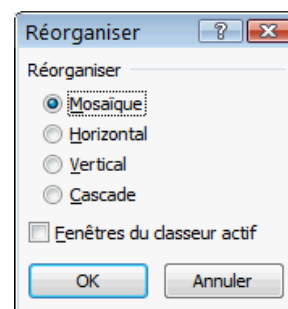 Réorganiser
Réorganiser
Mosaïque
Horizontal
Vertical
Cascade
Fenêtres du classeur actif
OK Annuler